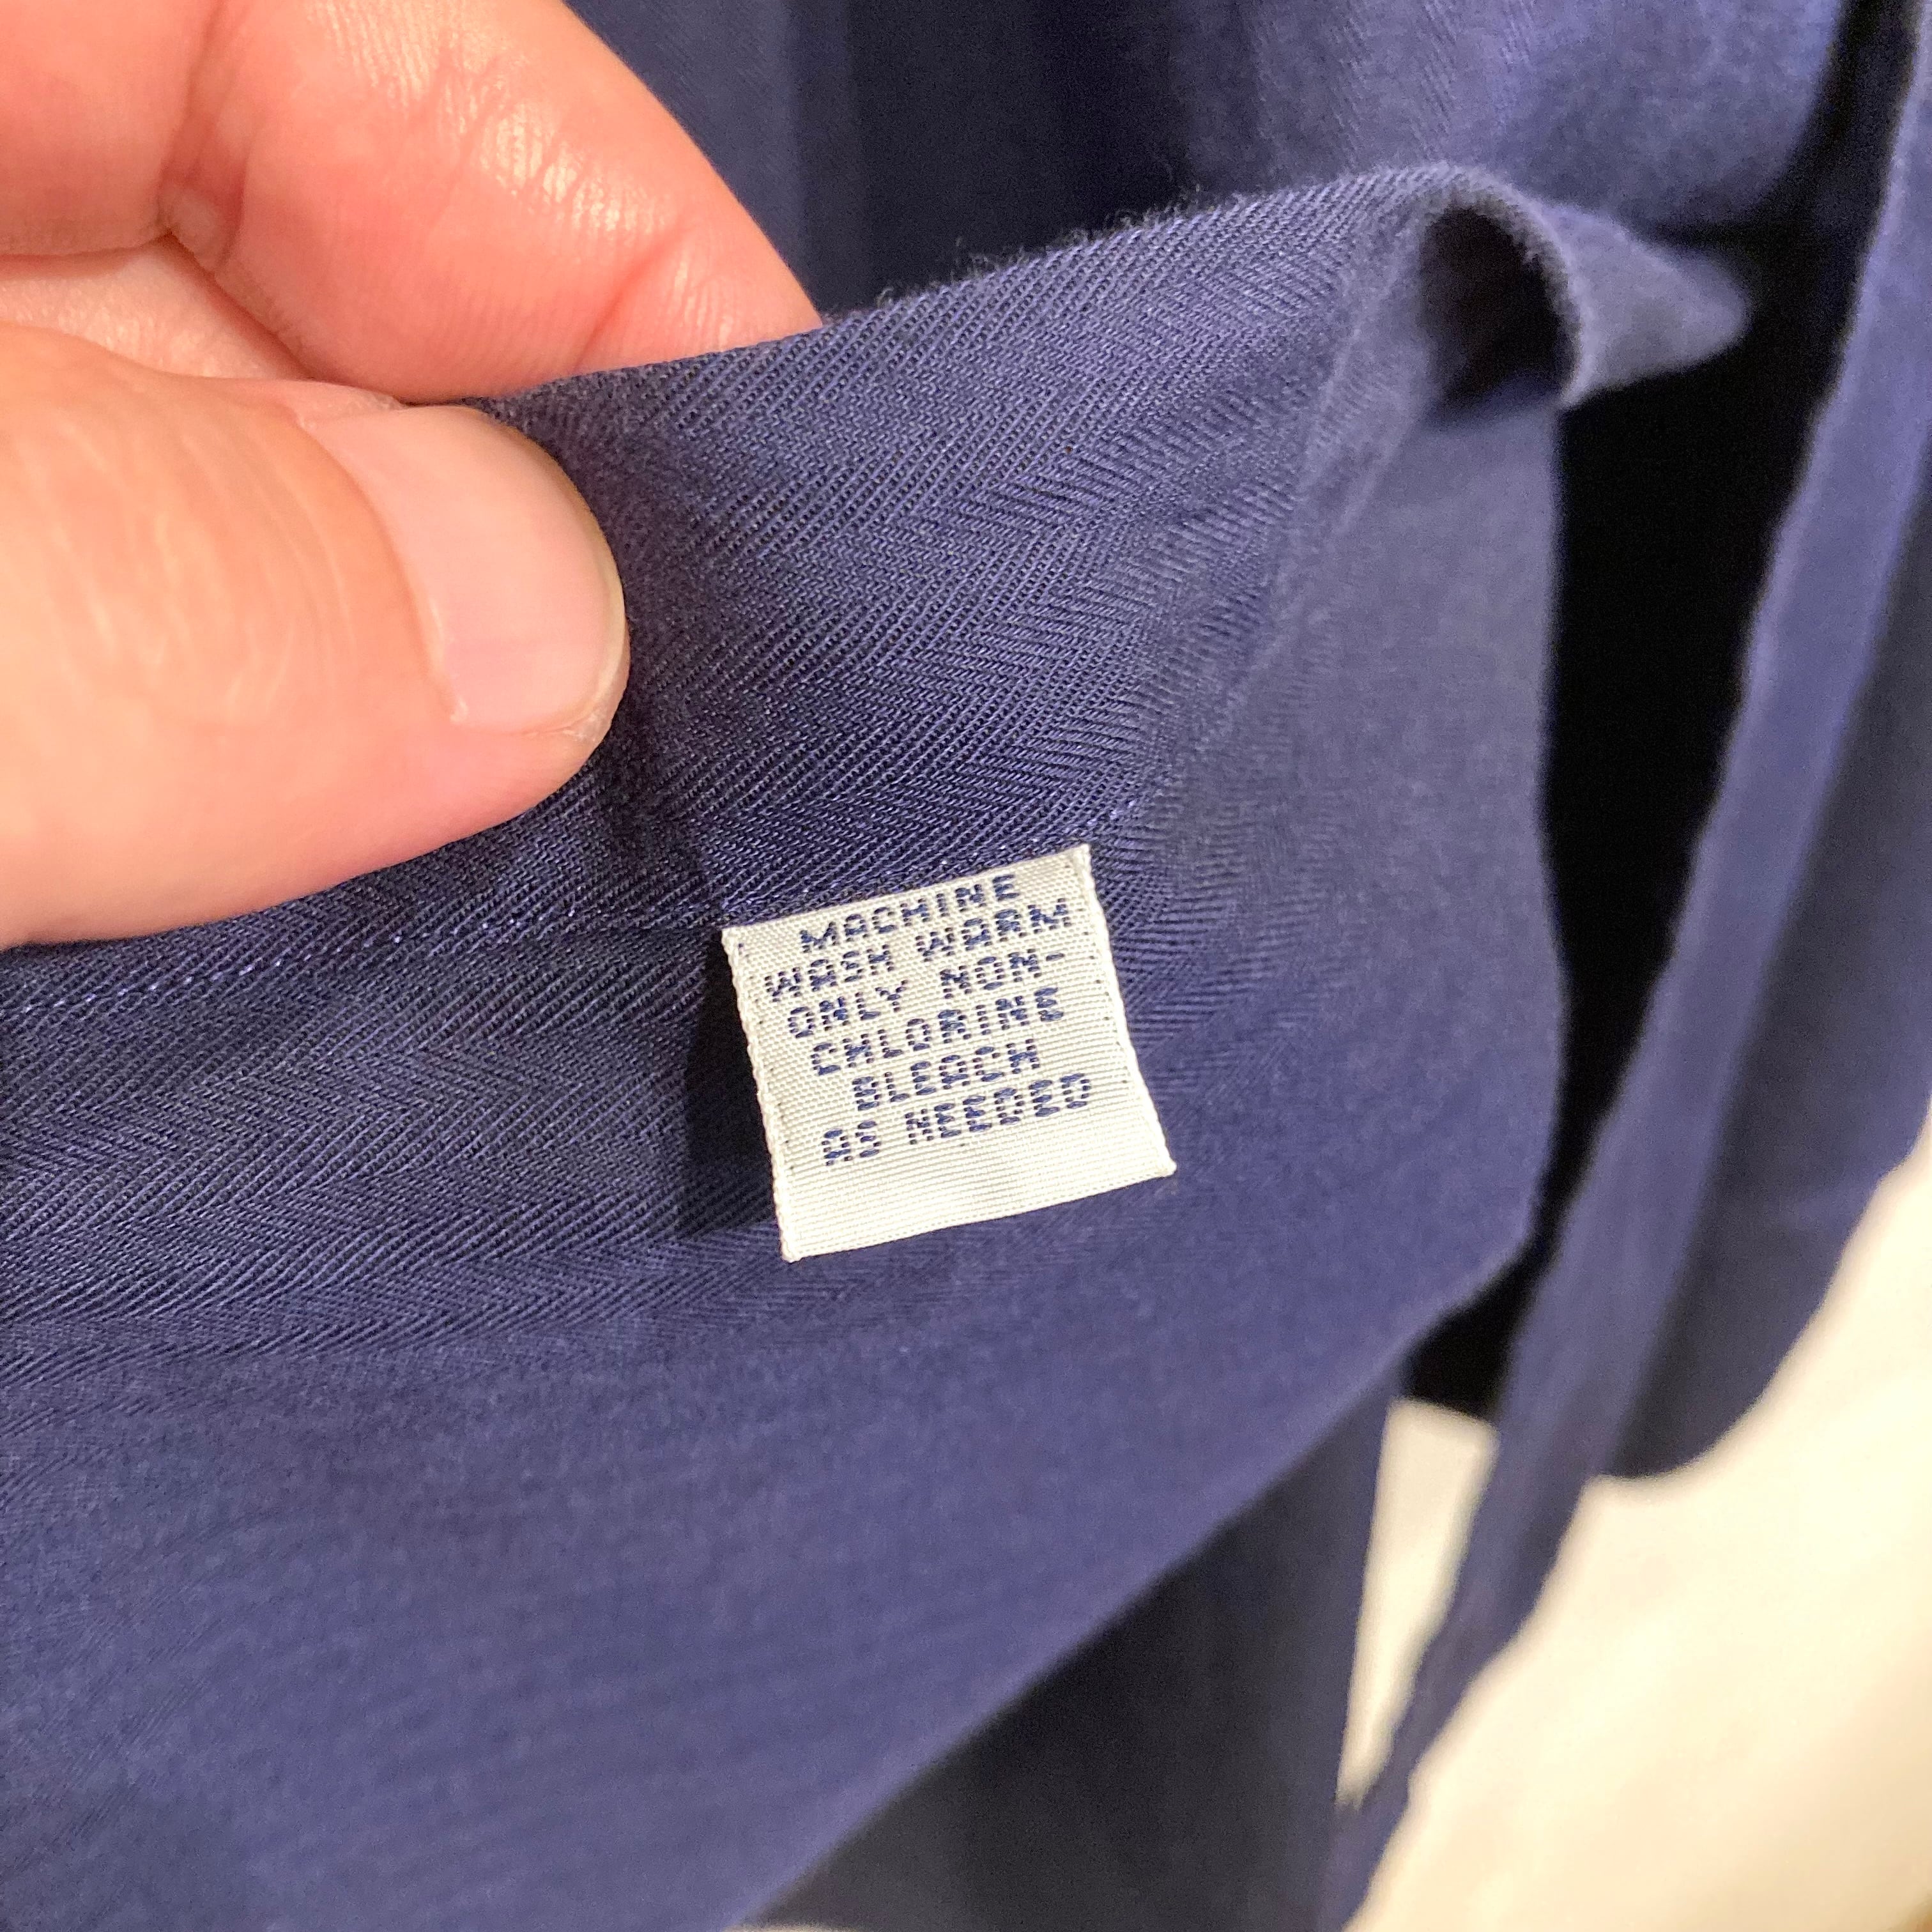 MACHINE
WASH WARM
ONLY NON-
CHLORINE
BLEACH
AS NEEDED